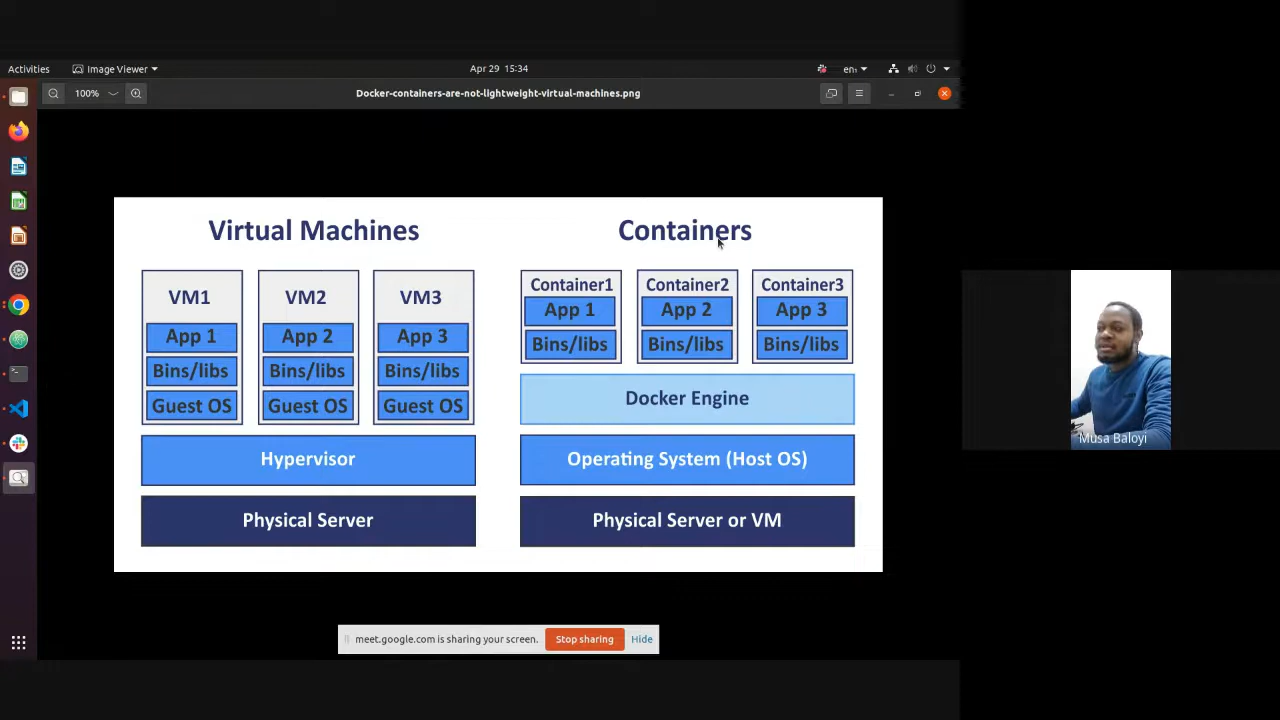 Activities
Image Viewer
Apr 29 15:34
en₁
100%
Docker-containers-are-not-lightweight-virtual-machines.png
Virtual Machines
Containers
VM1
VM2
VM3
App 1
App 2
App 3
Bins/libs
Bins/libs
Bins/libs
Guest OS
Guest OS
Guest OS
Hypervisor
Physical Server
Container1
Container2
Container3
App 1
App 2
App 3
Bins/libs
Bins/libs
Bins/libs
Docker Engine
Operating System (Host OS)
Physical Server or VM
Musa Baloyi
meet.google.com is sharing your screen.
Stop sharing
Hide